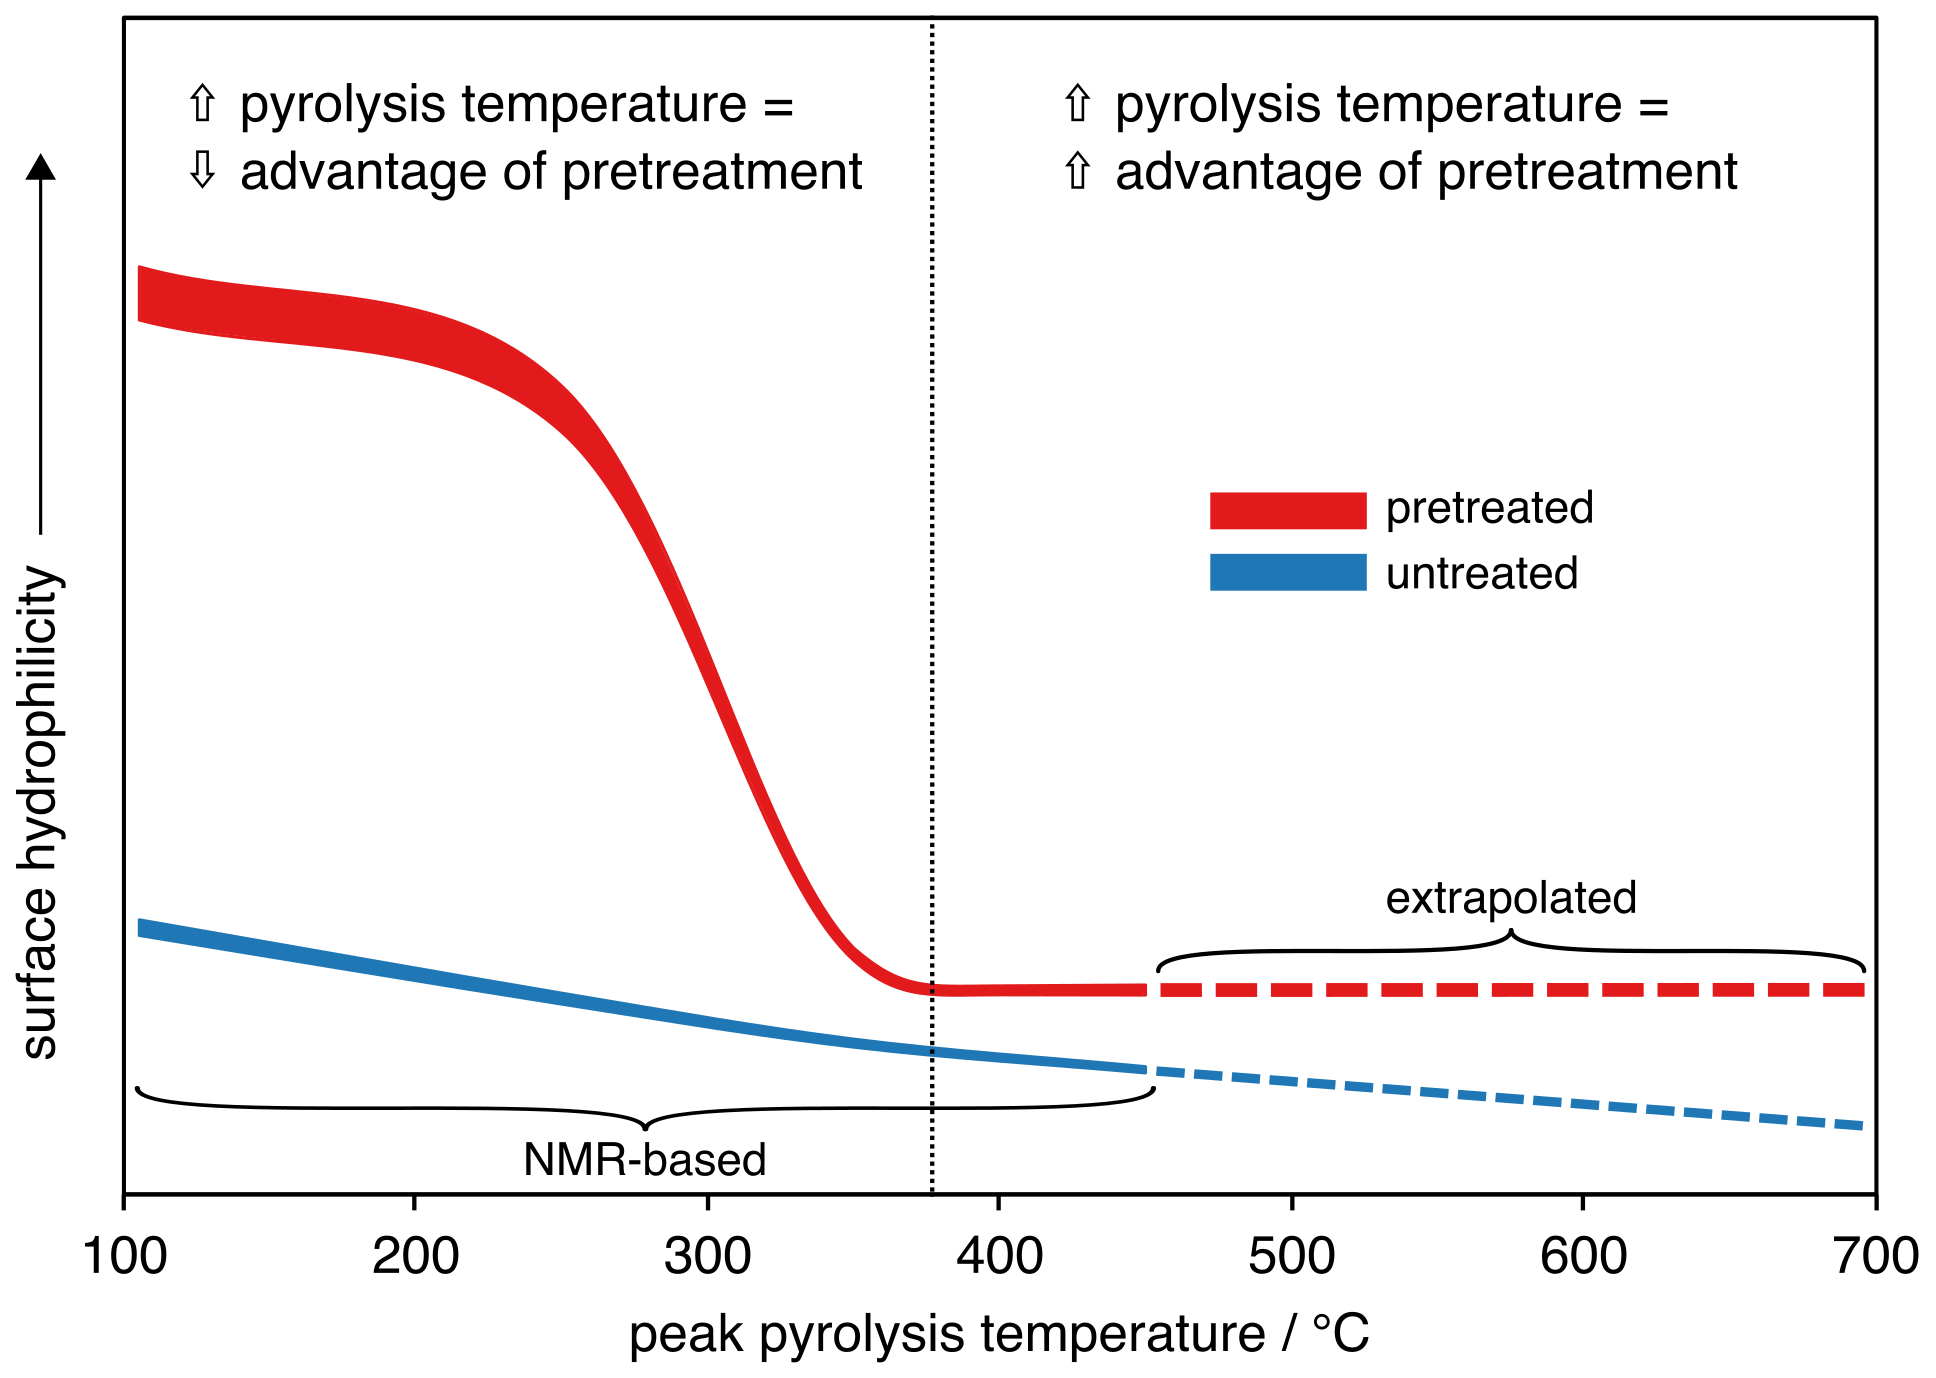 ⇧ pyrolysis temperature =
⇩ advantage of pretreatment
⇧ pyrolysis temperature =
⇧ advantage of pretreatment
surface hydrophilicity
pretreated
untreated
extrapolated
NMR-based
100 200 300 400 500 600 700
peak pyrolysis temperature / °C